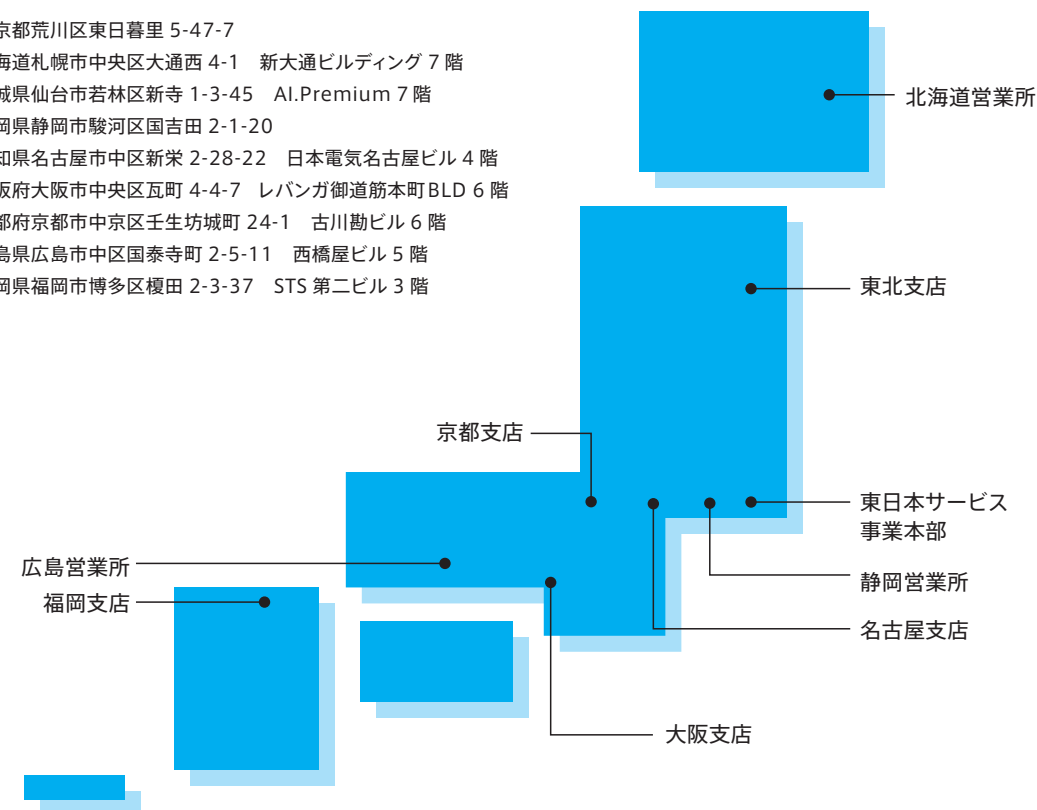 京都荒川区東日暮里 5-47-7
海道札幌市中央区大通西 4-1 新大通ビルディング 7 階
城県仙台市若林区新寺 1-3-45 AI.Premium 7 階
岡県静岡市駿河区国吉田 2-1-20
知県名古屋市中区新栄 2-28-22 日本電気名古屋ビル 4 階
阪府大阪市中央区瓦町 4-4-7 レバンガ御道筋本町BLD 6 階
都府京都市中京区壬生坊城町 24-1 古川勘ビル 6 階
島県広島市中区国泰寺町 2-5-11 西橋屋ビル 5 階
岡県福岡市博多区榎田 2-3-37 STS 第二ビル 3 階
北海道営業所
東北支店
京都支店
東日本サービス
事業本部
広島営業所
静岡営業所
福岡支店
名古屋支店
大阪支店